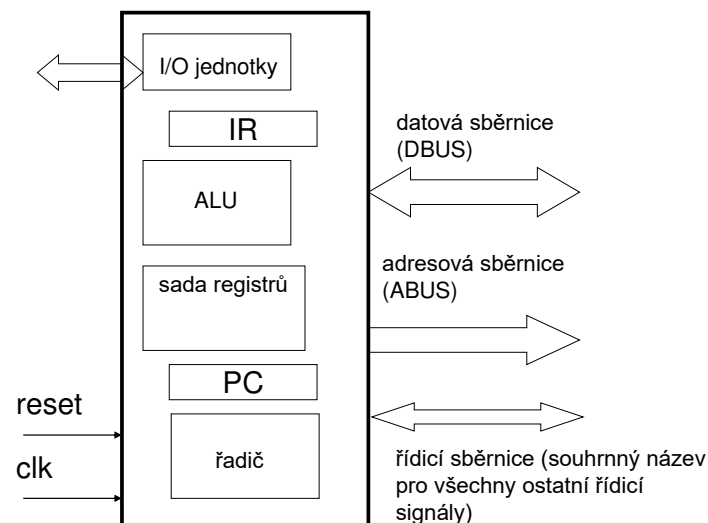 I/O jednotky
IR
ALU
sada registrů
PC
řadič
reset
clk
datová sběrnice
(DBUS)
adresová sběrnice
(ABUS)
řídicí sběrnice (souhrnný název
pro všechny ostatní řídicí
signály)